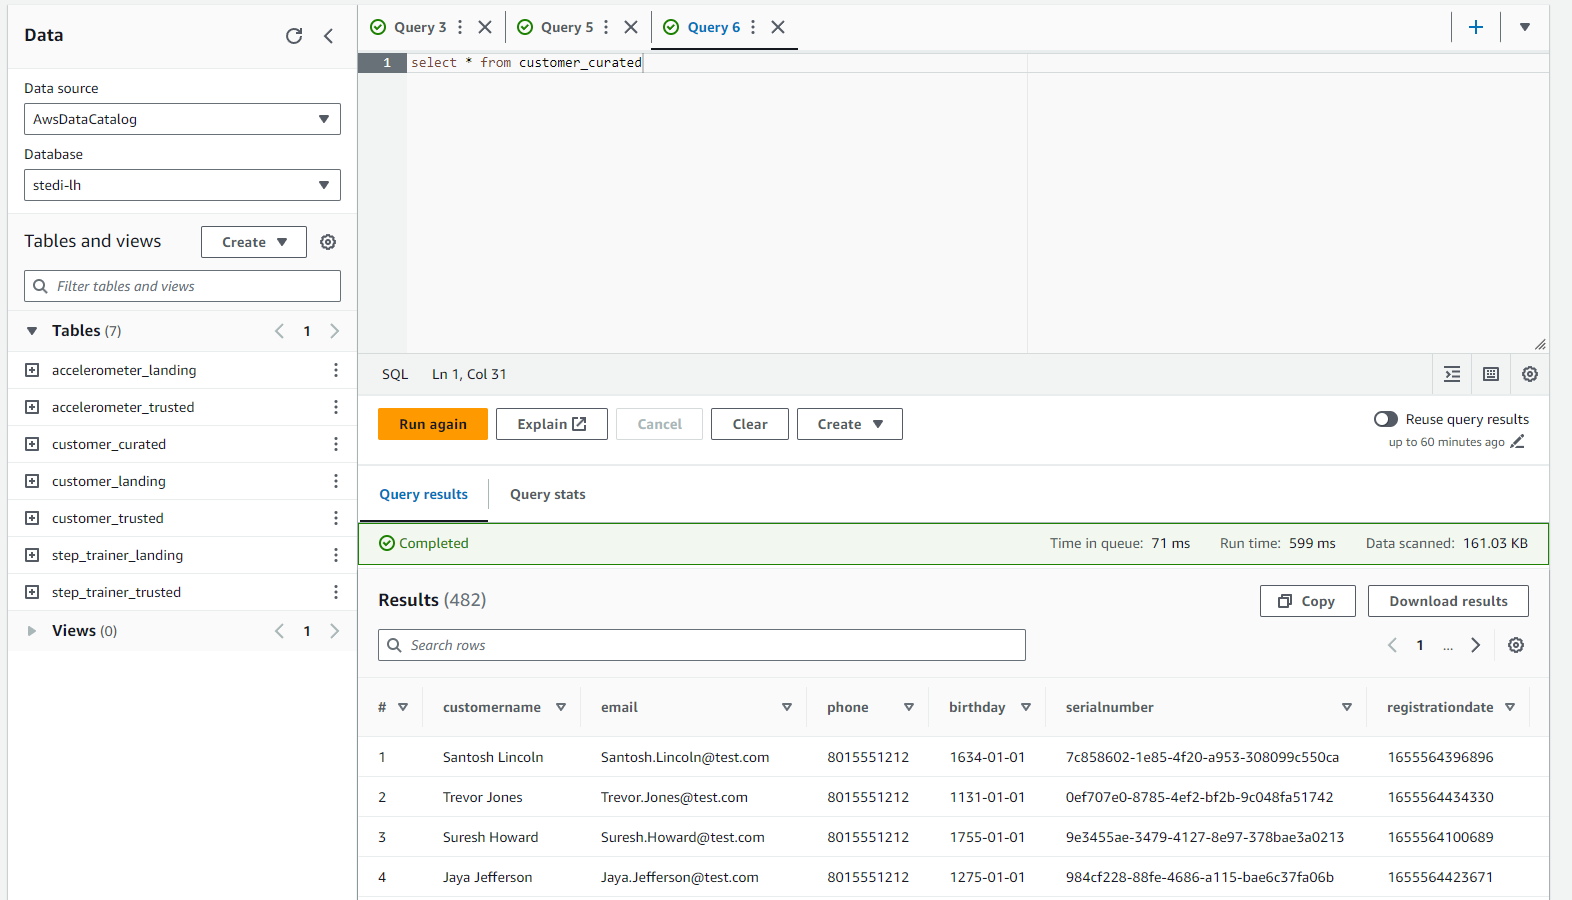 Data
Data source
AwsDataCatalog
Database
stedi-lh
Tables and views
Create
Filter tables and views
Tables (7)
1
accelerometer_landing
accelerometer_trusted
customer_curated
customer_landing
customer_trusted
step_trainer_landing
step_trainer_trusted
Views (0)
1
Query 3
Query 5
Query 6
1 select * from customer_curated
SQL Ln 1, Col 31
Run again
Explain
Cancel
Clear
Create
Reuse query results
up to 60 minutes ago
Query results
Query stats
Completed
Time in queue: 71 ms
Run time: 599 ms
Data scanned: 161.03 KB
Results (482)
Copy
Download results
Search rows
1 ...
# customername email phone birthday serialnumber registrationdate
1 Santosh Lincoln Santosh.Lincoln@test.com 8015551212 1634-01-01 7c858602-1e85-4f20-a953-308099c550ca 1655564396896
2 Trevor Jones Trevor.Jones@test.com 8015551212 1131-01-01 0ef707e0-8785-4ef2-bf2b-9c048fa51742 1655564434330
3 Suresh Howard Suresh.Howard@test.com 8015551212 1755-01-01 9e3455ae-3479-4127-8e97-378bae3a0213 1655564100689
4 Jaya Jefferson Jaya.Jefferson@test.com 8015551212 1275-01-01 984cf228-88fe-4686-a115-bae6c37fa06b 1655564423671